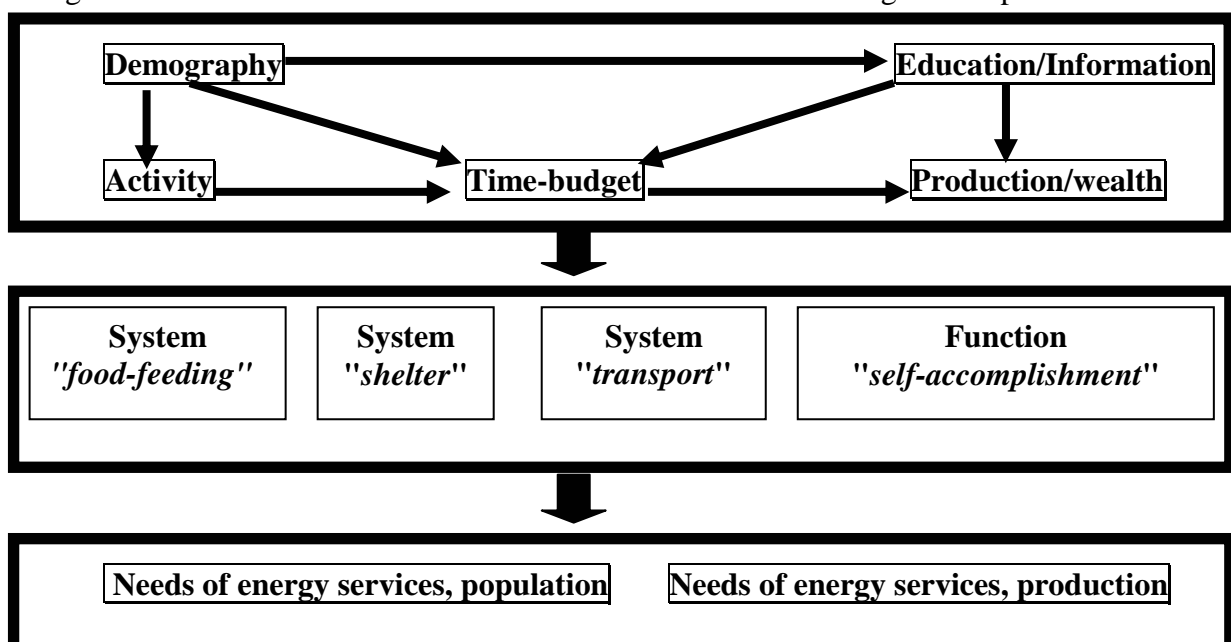 Demography Education/Information
Activity Time-budget Production/wealth
System System System Function
"food-feeding" "shelter" "transport" "self-accomplishment"
Needs of energy services, population Needs of energy services, production